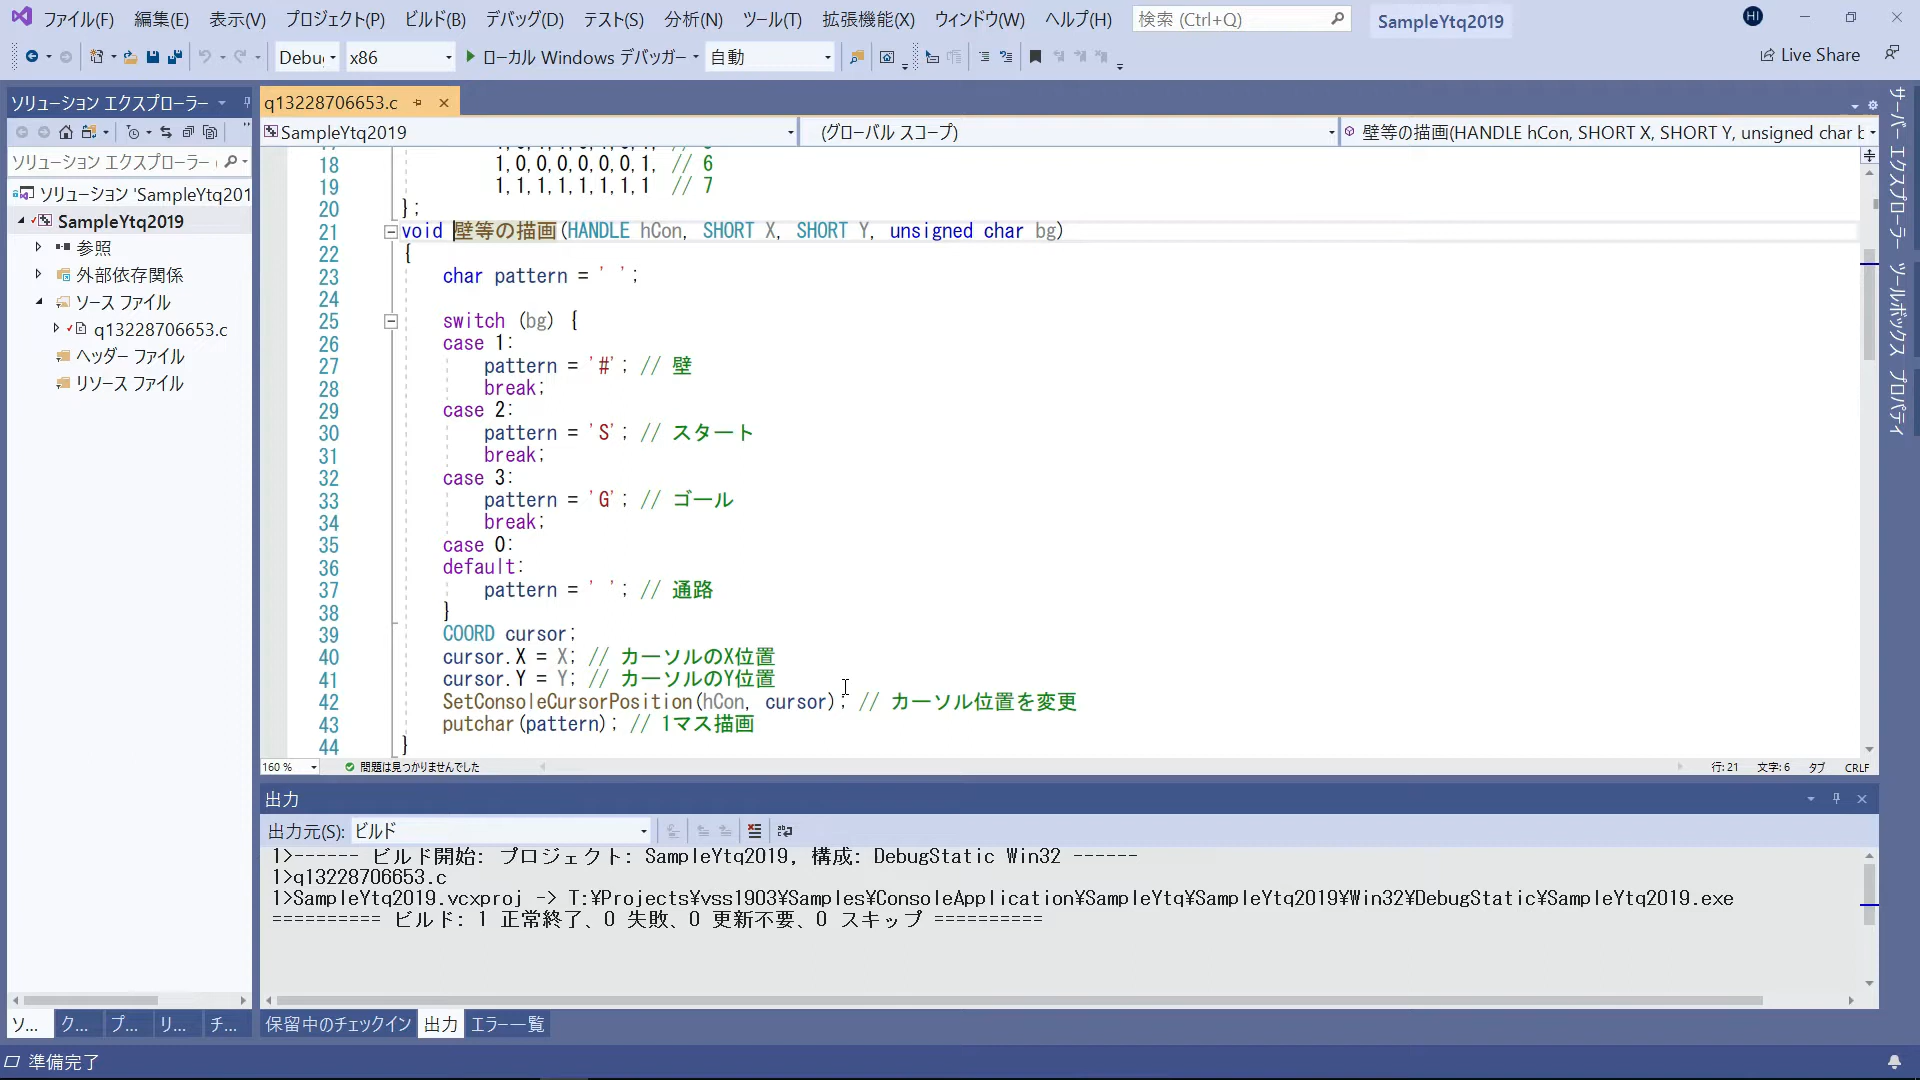 ファイル(F) 編集(E) 表示(V) プロジェクト(P) ビルド(B) デバッグ(D) テスト(S) 分析(N) ツール(T) 拡張機能(X) ウィンドウ(W) ヘルプ(H) 検索 (Ctrl+Q) SampleYtq2019 HI
Debu x86 ローカル Windows デバッガー 自動 Live Share
ソリューション エクスプローラー
ソリューション エクスプローラー (
ソリューション 'SampleYtq201
SampleYtq2019
参照
外部依存関係
ソース ファイル
q13228706653.c
ヘッダー ファイル
リソース ファイル
q13228706653.c
SampleYtq2019 (グローバル スコープ) 壁等の描画(HANDLE hCon, SHORT X, SHORT Y, unsigned char b
18 1,0,0,0,0,0,0,1, // 6
19 1,1,1,1,1,1,1,1 // 7
20 };
21 void 壁等の描画(HANDLE hCon, SHORT X, SHORT Y, unsigned char bg)
22 {
23 char pattern = ' ';
24
25 switch (bg) {
26 case 1:
27 pattern = '#'; // 壁
28 break;
29 case 2:
30 pattern = 'S'; // スタート
31 break;
32 case 3:
33 pattern = 'G'; // ゴール
34 break;
35 case 0:
36 default:
37 pattern = ' '; // 通路
38 }
39 COORD cursor;
40 cursor.X = X; // カーソルのX位置
41 cursor.Y = Y; // カーソルのY位置
42 SetConsoleCursorPosition(hCon, cursor); // カーソル位置を変更
43 putchar(pattern); // 1マス描画
44 }
160 % 問題は見つかりませんでした 行: 21 文字: 6 タブ CRLF
サーバー エクスプローラー
ツールボックス
プロパティ
出力
出力元(S): ビルド
1>------ ビルド開始: プロジェクト: SampleYtq2019, 構成: DebugStatic Win32 ------
1>q13228706653.c
1>SampleYtq2019.vcxproj -> T:¥Projects¥vss1903¥Samples¥ConsoleApplication¥SampleYtq¥SampleYtq2019¥Win32¥DebugStatic¥SampleYtq2019.exe
========== ビルド: 1 正常終了、0 失敗、0 更新不要、0 スキップ ==========
ソ... ク... プ... リ... チ... 保留中のチェックイン 出力 エラー一覧
準備完了